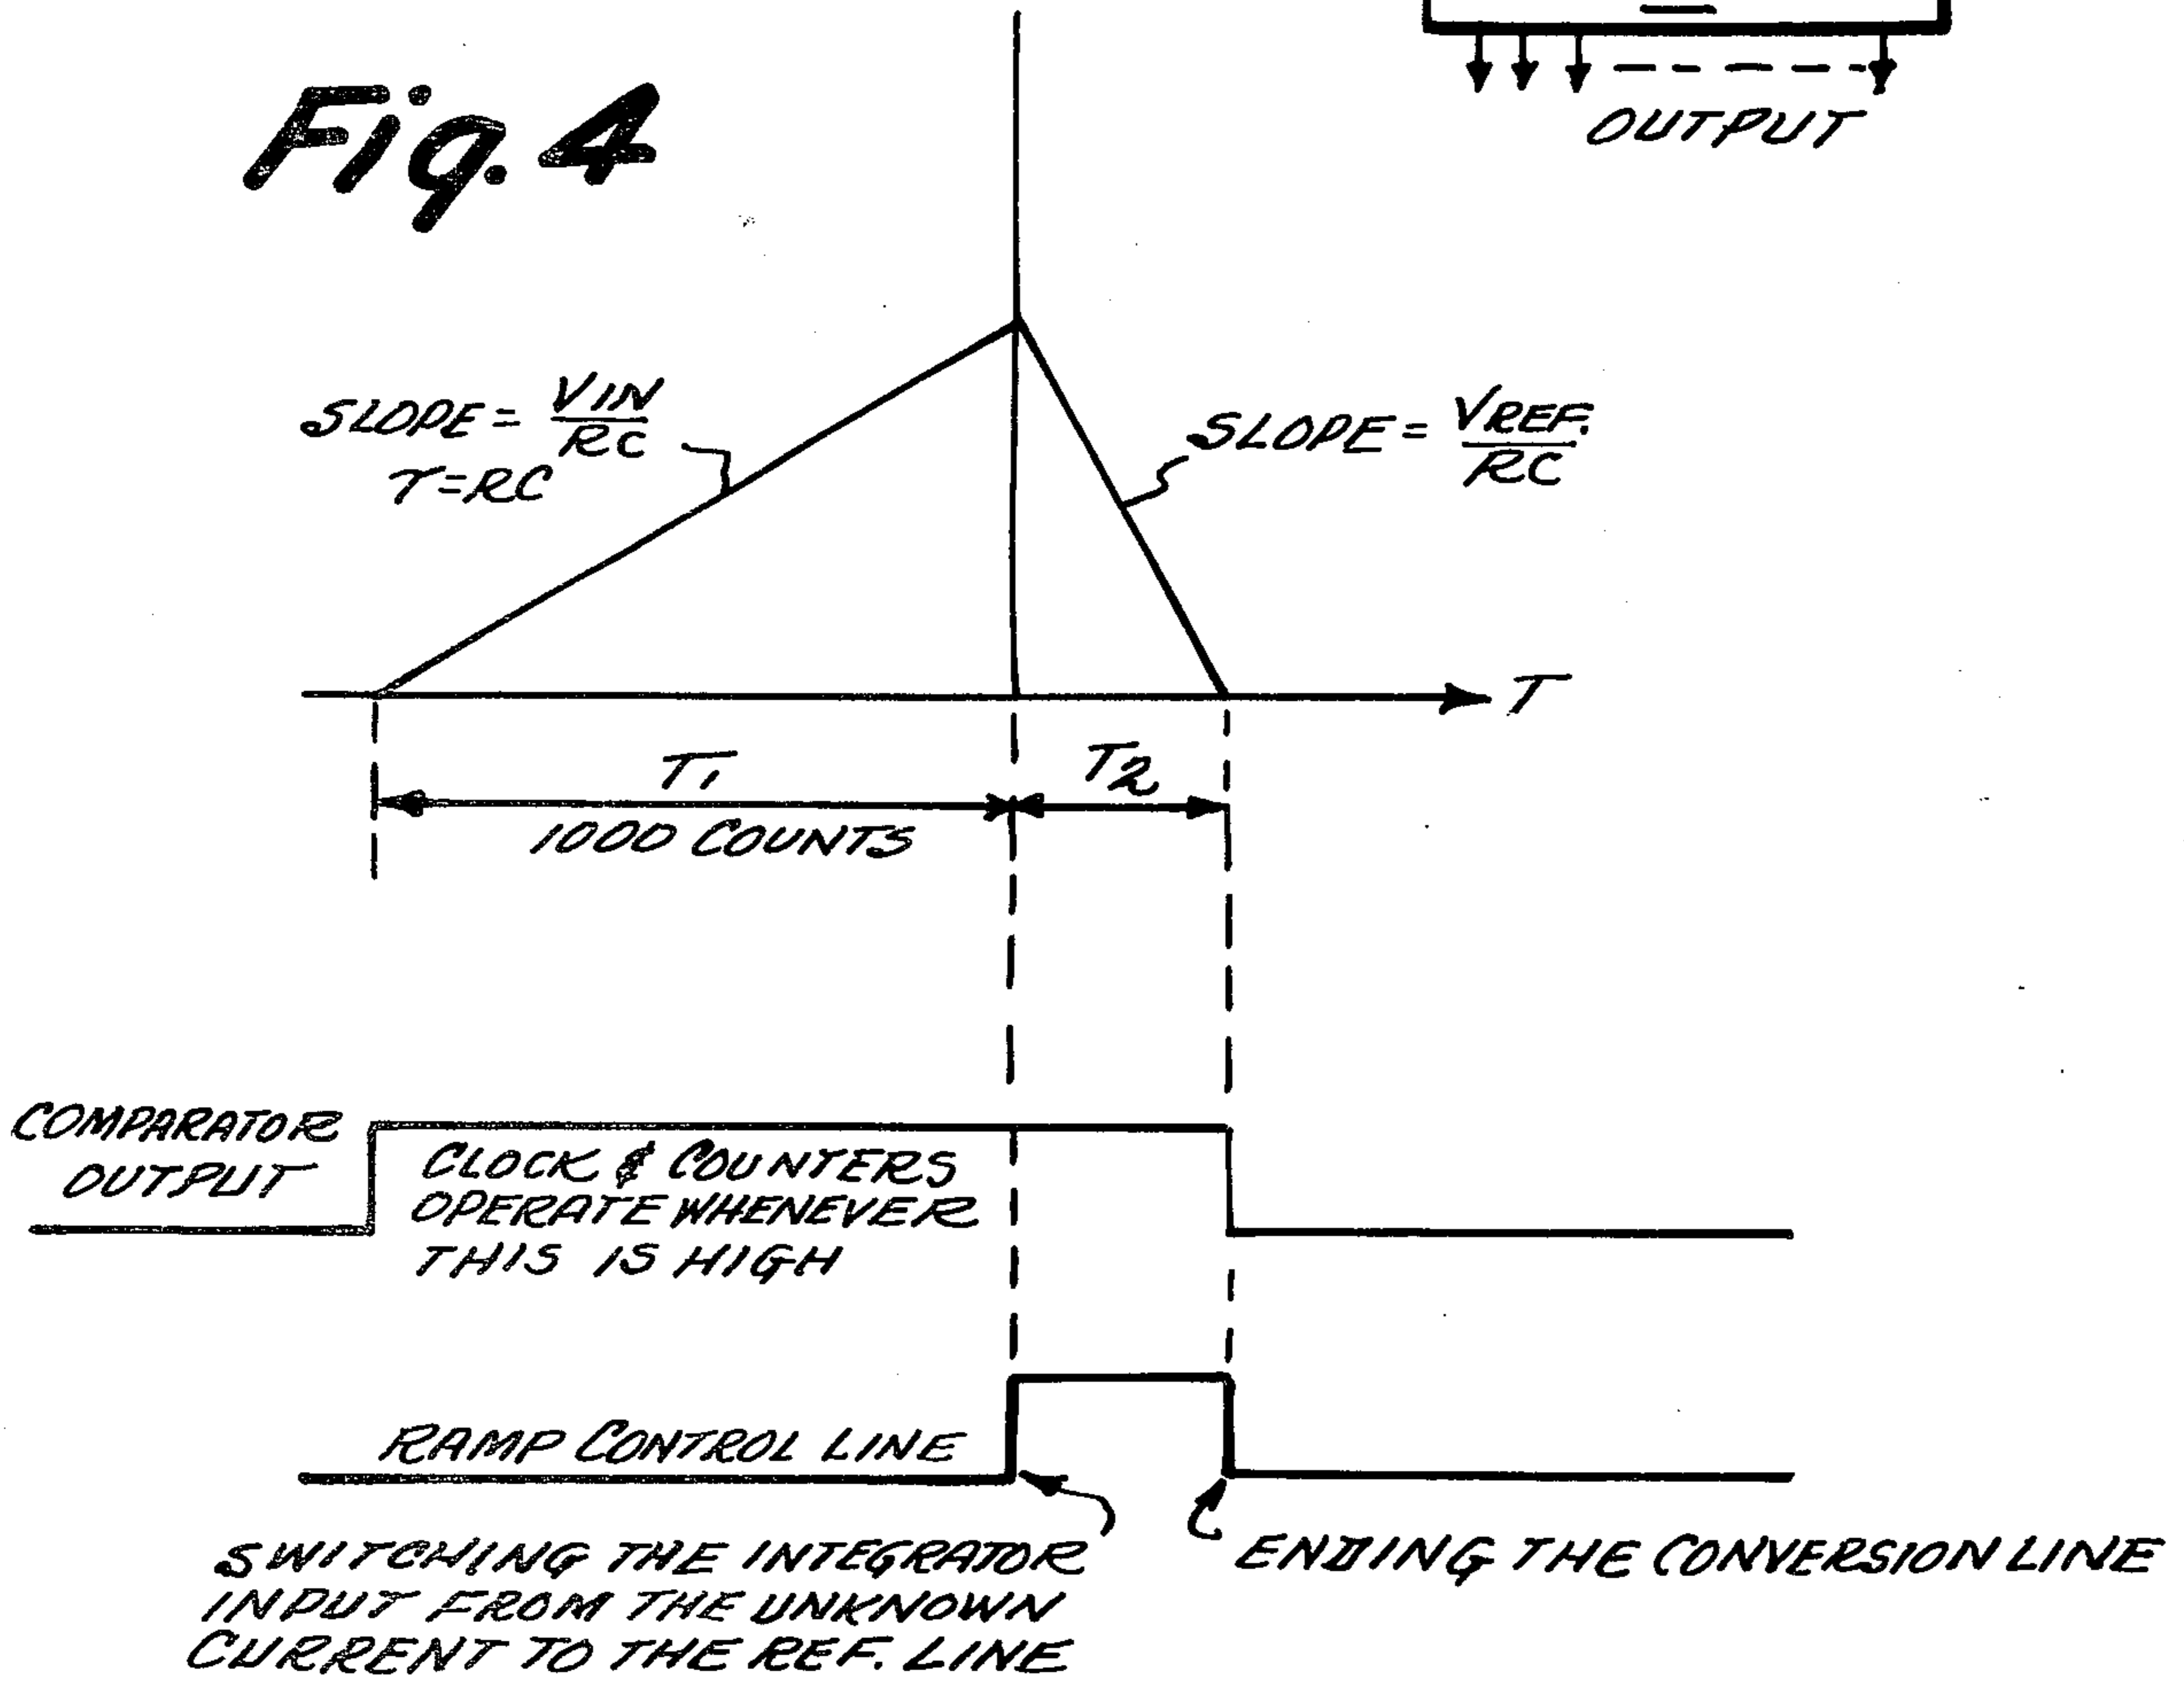 OUTPUT
Fig. 4
SLOPE = VIN
RC
T=RC
SLOPE = VREF.
RC
T
T1
T2
1000 COUNTS
COMPARATOR
OUTPUT
CLOCK & COUNTERS
OPERATE WHENEVER
THIS IS HIGH
RAMP CONTROL LINE
SWITCHING THE INTEGRATOR
INPUT FROM THE UNKNOWN
CURRENT TO THE REF. LINE
ENDING THE CONVERSION LINE